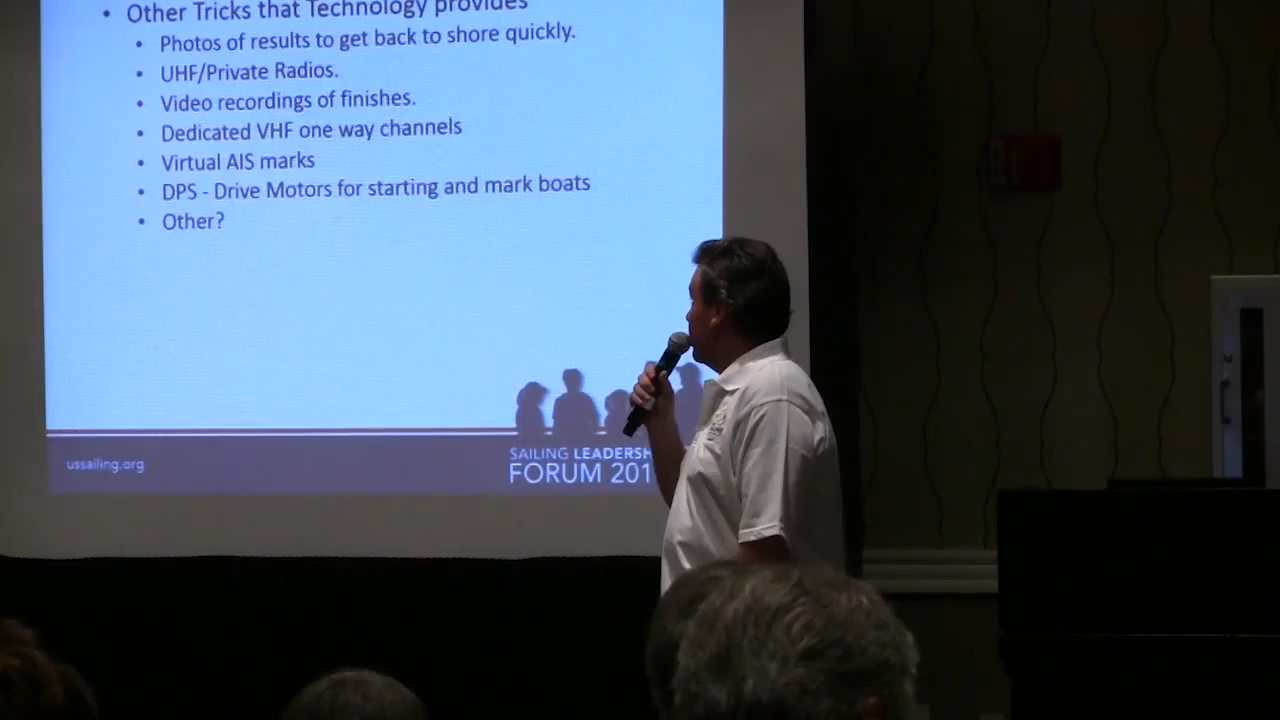 • Other Tricks that Technology provides
• Photos of results to get back to shore quickly.
• UHF/Private Radios.
• Video recordings of finishes.
• Dedicated VHF one way channels
• Virtual AIS marks
• DPS - Drive Motors for starting and mark boats
• Other?
ussailing.org
SAILING LEADERSH
FORUM 201